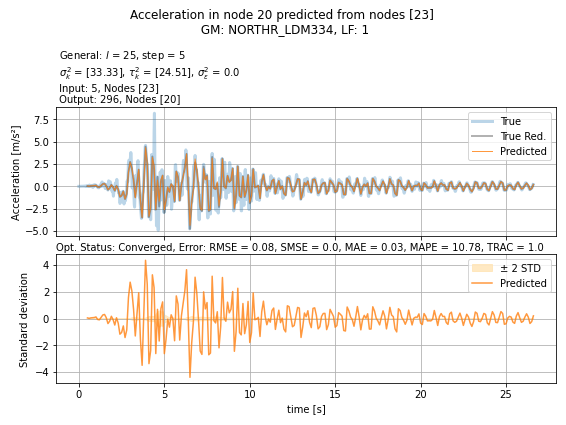 Acceleration in node 20 predicted from nodes [23]
GM: NORTHR_LDM334, LF: 1
General: l = 25, step = 5
σ²ₖ = [33.33], τ²ₖ = [24.51], σ²ε = 0.0
Input: 5, Nodes [23]
Output: 296, Nodes [20]
Acceleration [m/s²]
7.5
5.0
2.5
0.0
−2.5
−5.0
True
True Red.
Predicted
Opt. Status: Converged, Error: RMSE = 0.08, SMSE = 0.0, MAE = 0.03, MAPE = 10.78, TRAC = 1.0
Standard deviation
4
2
0
−2
−4
± 2 STD
Predicted
0 5 10 15 20 25
time [s]